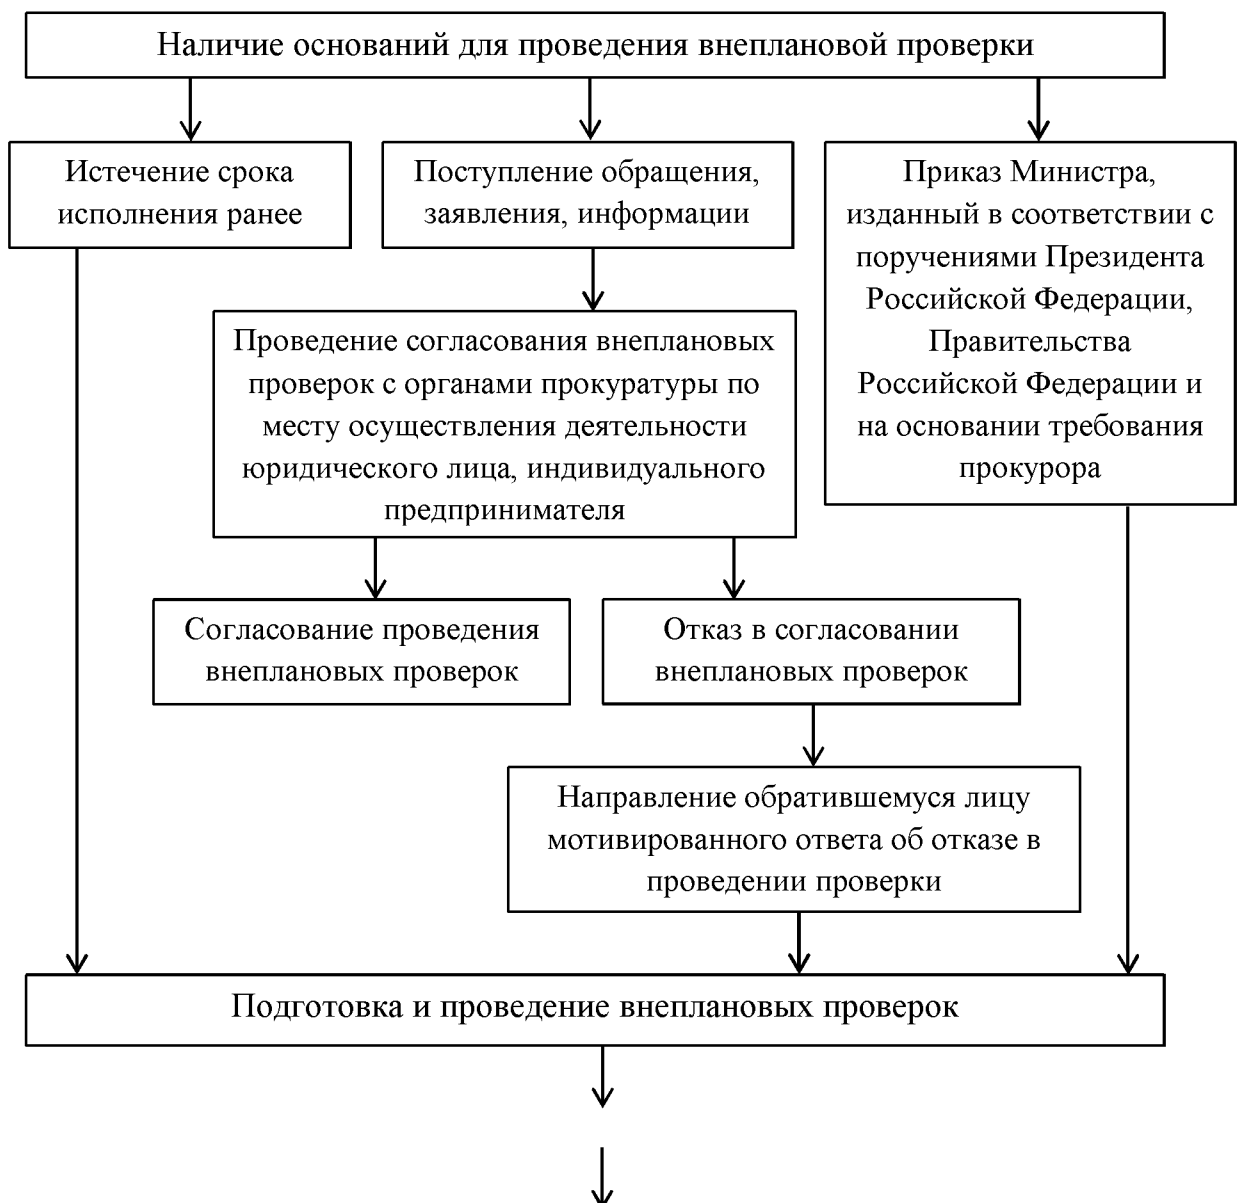 Наличие оснований для проведения внеплановой проверки
Истечение срока
исполнения ранее
Поступление обращения,
заявления, информации
Приказ Министра,
изданный в соответствии с
поручениями Президента
Российской Федерации,
Правительства
Российской Федерации и
на основании требования
прокурора
Проведение согласования внеплановых
проверок с органами прокуратуры по
месту осуществления деятельности
юридического лица, индивидуального
предпринимателя
Согласование проведения
внеплановых проверок
Отказ в согласовании
внеплановых проверок
Направление обратившемуся лицу
мотивированного ответа об отказе в
проведении проверки
Подготовка и проведение внеплановых проверок